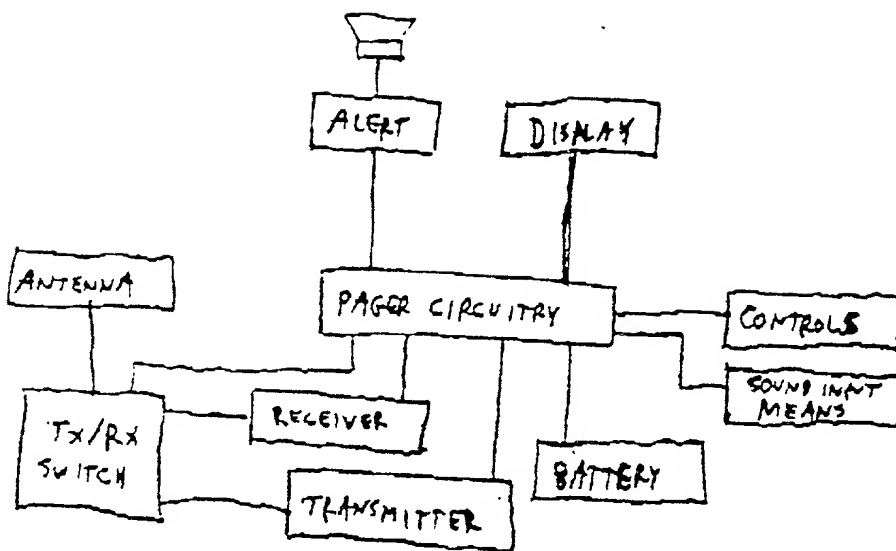 ALERT
DISPLAY
ANTENNA
PAGER CIRCUITRY
CONTROLS
SOUND INPUT
MEANS
RECEIVER
TX/RX
SWITCH
BATTERY
TRANSMITTER